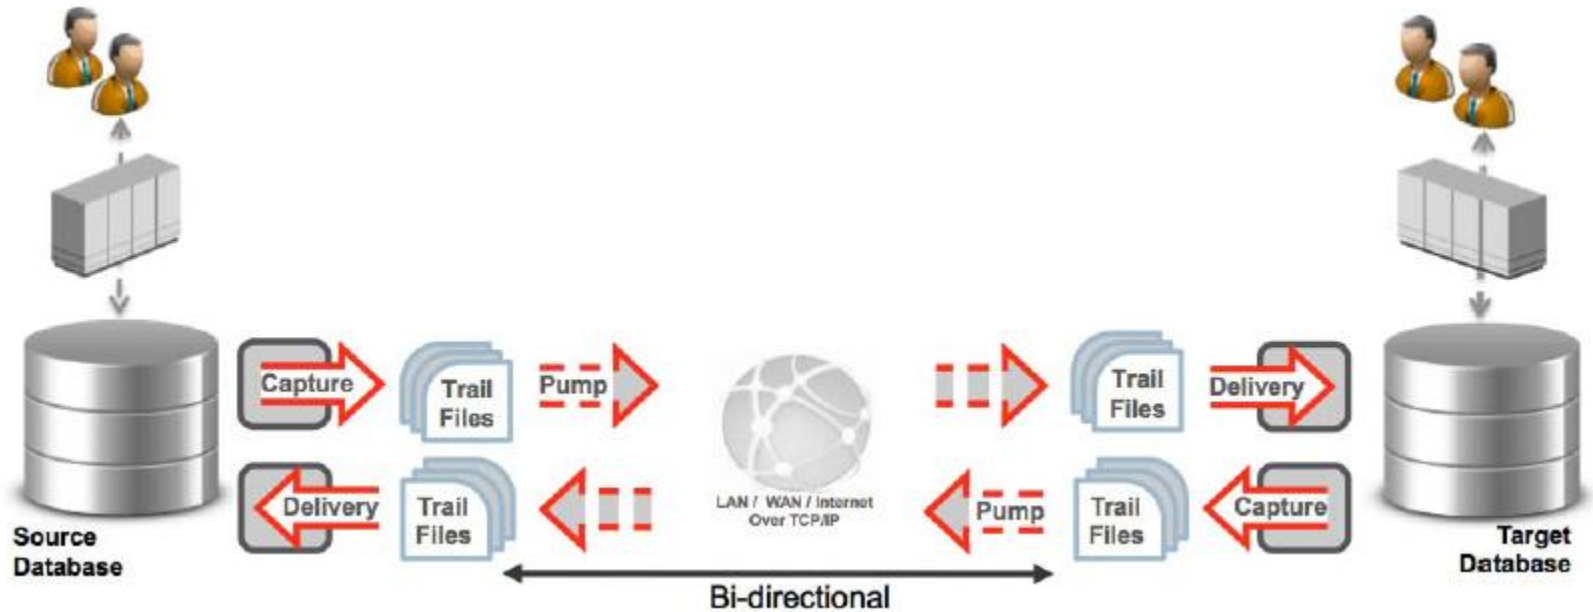 Capture
Trail
Files
Pump
Trail
Files
Delivery
Delivery
Trail
Files
LAN / WAN / Internet
Over TCP/IP
Pump
Trail
Files
Capture
Source
Database
Target
Database
Bi-directional